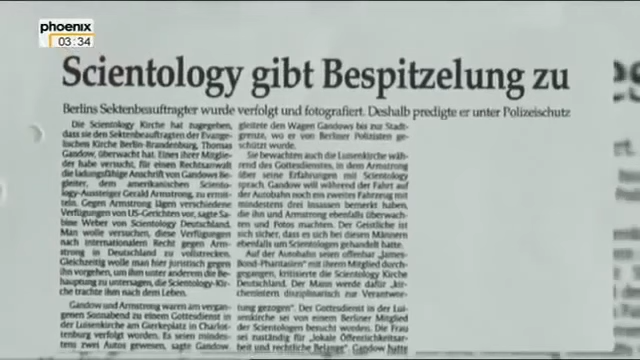 phoenix
03:34
Scientology gibt Bespitzelung zu
Berlins Sektenbeauftragter wurde verfolgt und fotografiert. Deshalb predigte er unter Polizeischutz
Die Scientology Kirche hat zugegeben,
dass sie den Sektenbeauftragten der Evange-
lischen Kirche Berlin-Brandenburg, Thomas
Gandow, überwacht hat. Eines ihrer Mitglie-
der habe versucht, für einen Rechtsanwalt
die ladungsfähige Anschrift von Gandows Be-
gleiter, dem amerikanischen Sciento-
logy-Aussteiger Gerald Armstrong, zu ermit-
teln. Gegen Armstrong lägen verschiedene
Verfügungen von US-Gerichten vor, sagte Sa-
bine Weber von Scientology Deutschland.
Man wolle versuchen, diese Verfügungen
nach internationalem Recht gegen Arm-
strong in Deutschland zu vollstrecken.
Gleichzeitig wolle man hier juristisch gegen
ihn vorgehen, um ihm unter anderem die Be-
hauptung zu untersagen, die Scientology-Kir-
che trachte ihm nach dem Leben.
Gandow und Armstrong waren am vergan-
genen Sonnabend zu einem Gottesdienst in
der Luisenkirche am Gierkeplatz in Charlot-
tenburg verfolgt worden. Es seien mindes-
tens zwei Autos gewesen, sagte Gandow
gleitete den Wagen Gandows bis zur Stadt-
grenze, wo er von Berliner Polizisten ge-
schützt wurde.
Sie bewachten auch die Luisenkirche wäh-
rend des Gottesdienstes, in dem Armstrong
über seine Erfahrungen mit Scientology
sprach. Gandow will während der Fahrt auf
der Autobahn noch ein zweites Fahrzeug mit
mindestens drei Insassen bemerkt haben,
die ihn und Armstrong ebenfalls überwach-
ten und Fotos machten. Der Geistliche ist
sich sicher, dass es sich bei diesen Männern
ebenfalls um Scientologen gehandelt hatte.
Auf der Autobahn seien offenbar „James-
Bond-Phantasien" mit ihrem Mitglied durch-
gegangen, kritisierte die Scientology Kirche
Deutschland. Der Mann werde dafür „kir-
chenintern disziplinarisch zur Verantwor-
tung gezogen". Der Gottesdienst in der
Luisenkirche sei von einem Berliner Mitglied
der Scientologen besucht worden. Die Frau
sei zuständig für „lokale Öffentlichkeitsar-
beit und rechtliche Belange". Gandow hatte